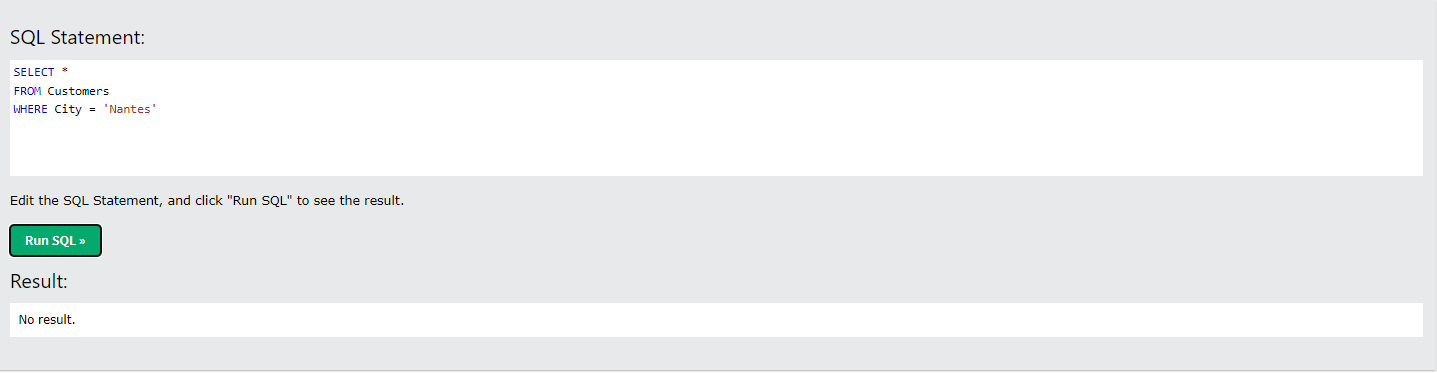 SQL Statement:
SELECT *
FROM Customers
WHERE City = 'Nantes'
Edit the SQL Statement, and click "Run SQL" to see the result.
Run SQL »
Result:
No result.